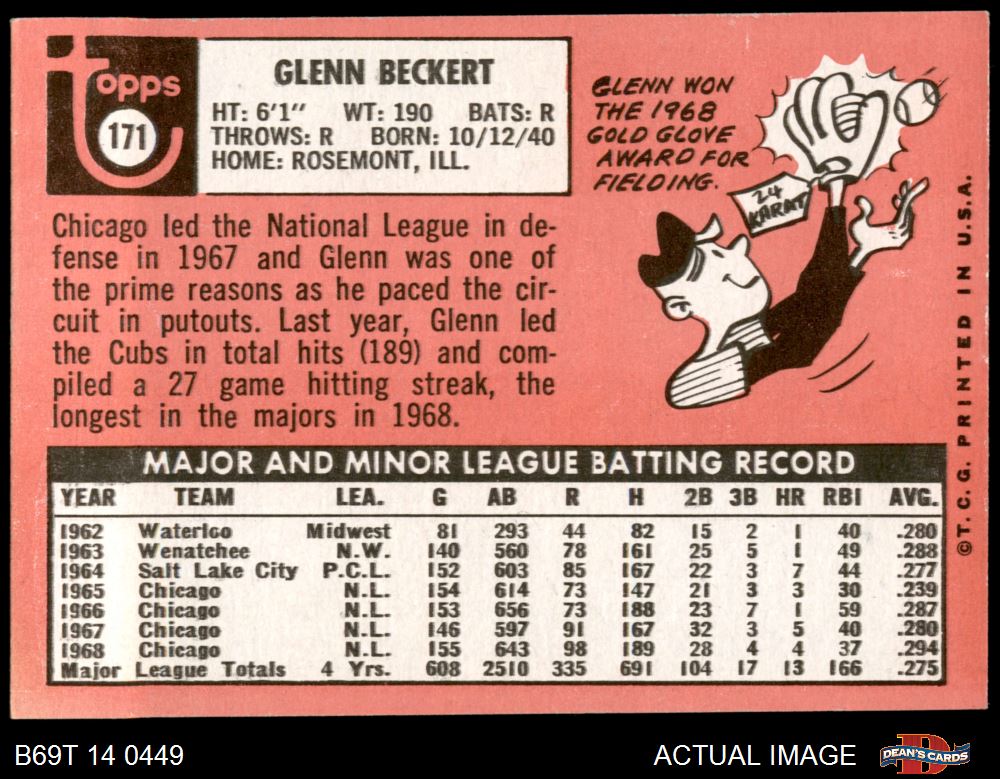 Topps
171
GLENN BECKERT
HT: 6'1" WT: 190 BATS: R
THROWS: R BORN: 10/12/40
HOME: ROSEMONT, ILL.
GLENN WON
THE 1968
GOLD GLOVE
AWARD FOR
FIELDING.
24
KARAT
Chicago led the National League in de-
fense in 1967 and Glenn was one of
the prime reasons as he paced the cir-
cuit in putouts. Last year, Glenn led
the Cubs in total hits (189) and com-
piled a 27 game hitting streak, the
longest in the majors in 1968.
MAJOR AND MINOR LEAGUE BATTING RECORD
YEAR TEAM LEA. G AB R H 2B 3B HR RBI AVG.
1962 Waterloo Midwest 81 293 44 82 15 2 1 40 .280
1963 Wenatchee N.W. 140 560 78 161 25 5 1 49 .288
1964 Salt Lake City P.C.L. 152 603 85 167 22 3 7 44 .277
1965 Chicago N.L. 154 614 73 147 21 3 3 30 .239
1966 Chicago N.L. 153 656 73 188 23 7 1 59 .287
1967 Chicago N.L. 146 597 91 167 32 3 5 40 .280
1968 Chicago N.L. 155 643 98 189 28 4 4 37 .294
Major League Totals 4 Yrs. 608 2510 335 691 104 17 13 166 .275
©T.C.G. PRINTED IN U.S.A.
B69T 14 0449
ACTUAL IMAGE
DEAN'S CARDS